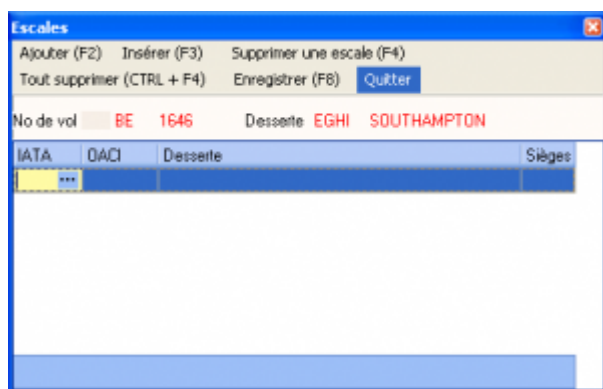 Escales
Ajouter (F2) Insérer (F3) Supprimer une escale (F4)
Tout supprimer (CTRL + F4) Enregistrer (F8) Quitter
No de vol BE 1646 Desserte EGHI SOUTHAMPTON
IATA OACI Desserte Sièges